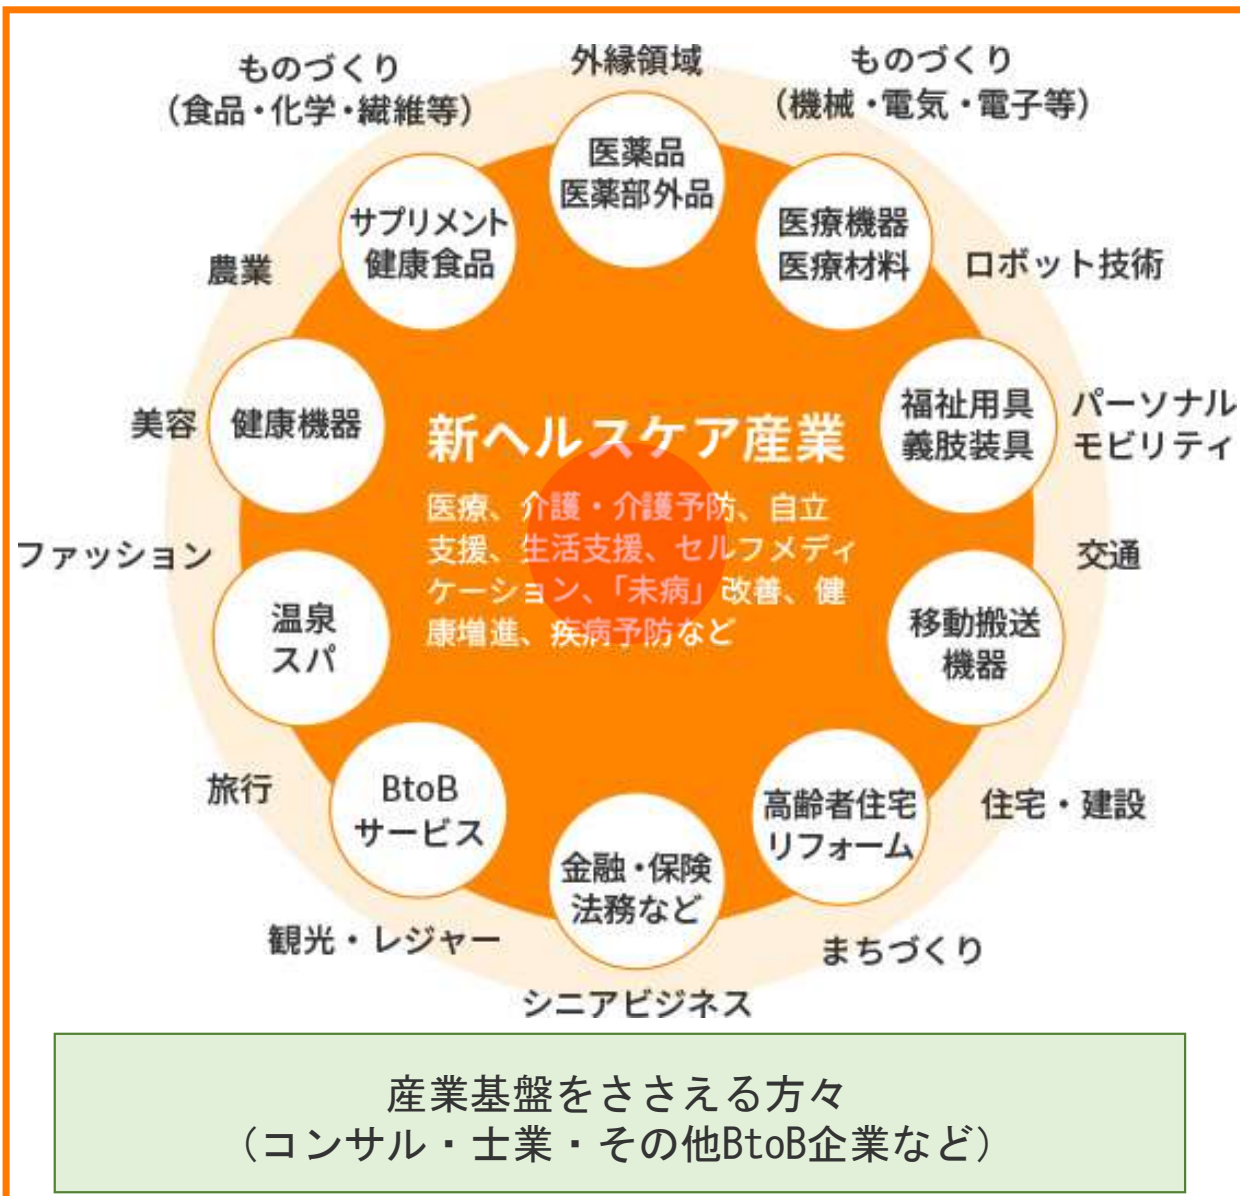 外縁領域
ものづくり
（食品・化学・繊維等）
ものづくり
（機械・電気・電子等）
医薬品
医薬部外品
サプリメント
健康食品
医療機器
医療材料
農業
ロボット技術
美容
健康機器
福祉用具
義肢装具
パーソナル
モビリティ
新ヘルスケア産業
医療、介護・介護予防、自立
支援、生活支援、セルフメディ
ケーション、「未病」改善、健
康増進、疾病予防など
ファッション
交通
温泉
スパ
移動搬送
機器
旅行
BtoB
サービス
高齢者住宅
リフォーム
住宅・建設
金融・保険
法務など
観光・レジャー
まちづくり
シニアビジネス
産業基盤をささえる方々
（コンサル・士業・その他BtoB企業など）